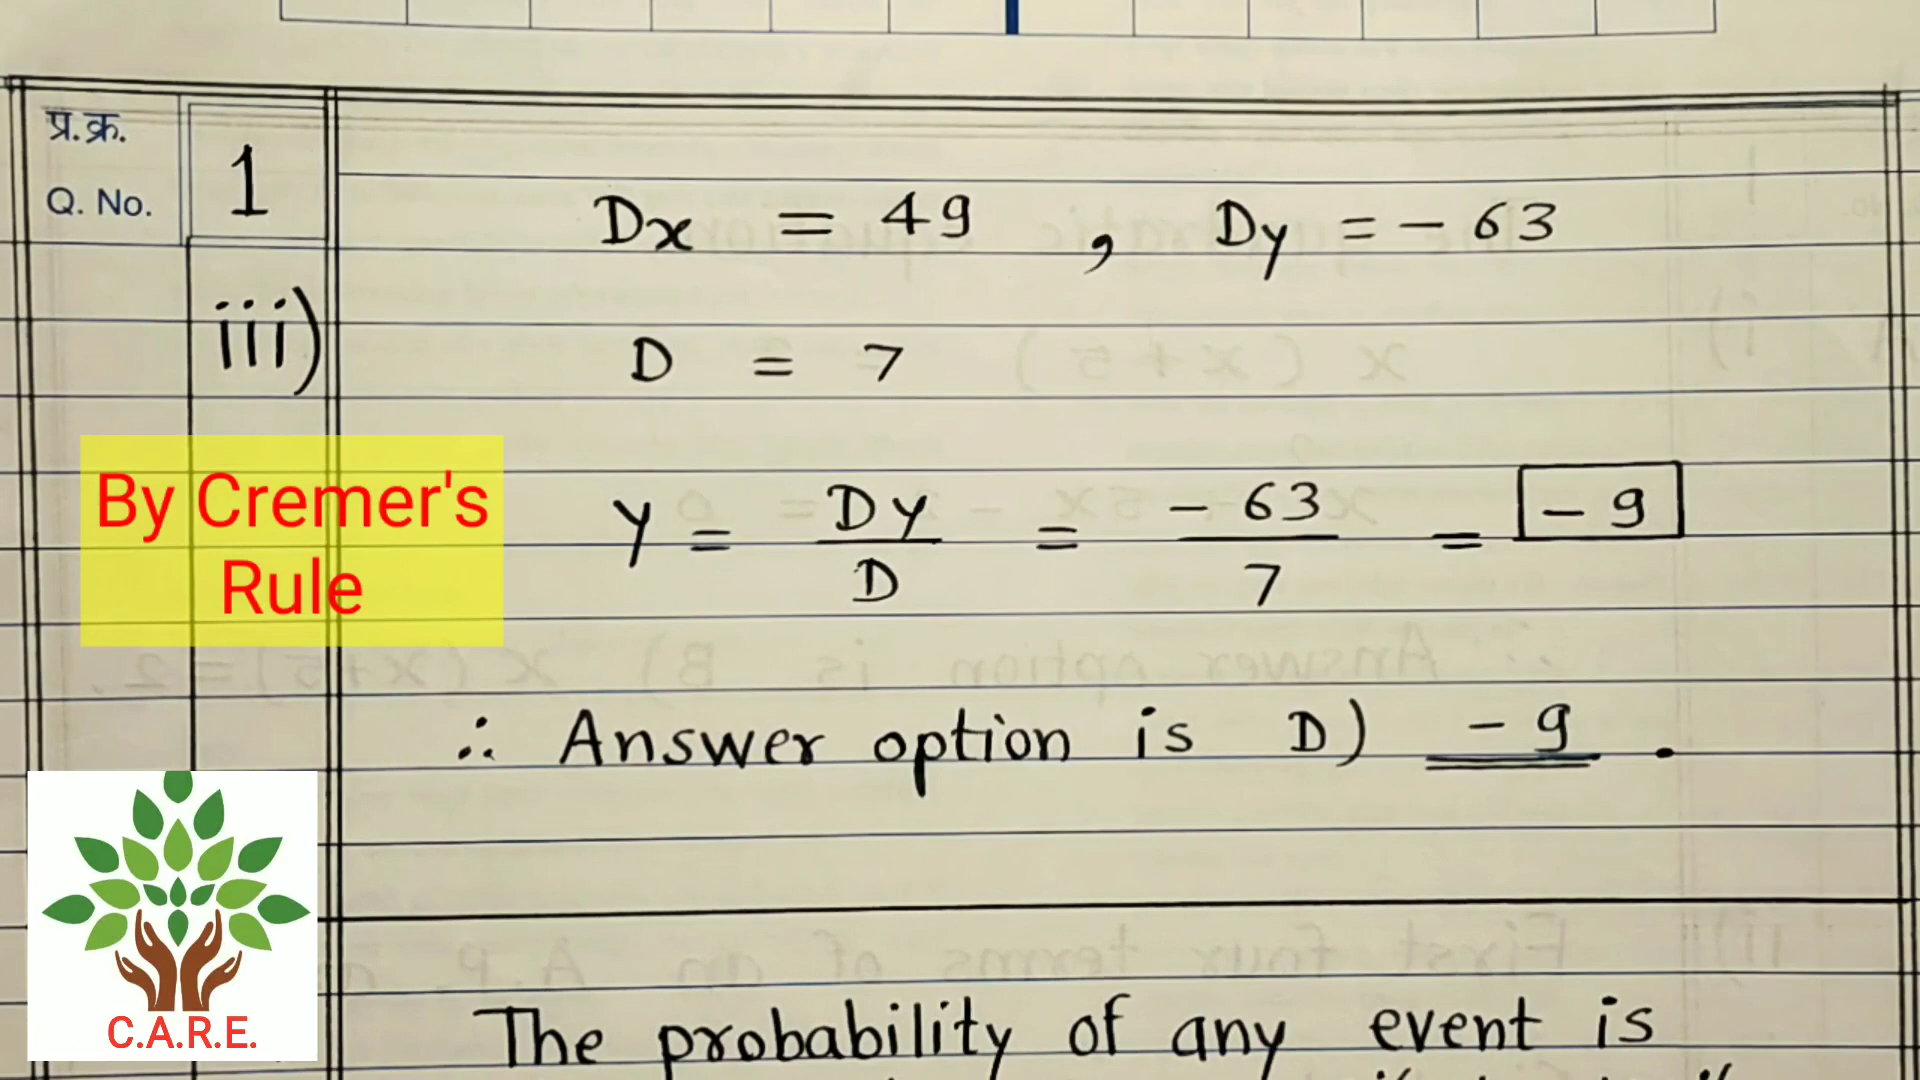 प्र.क्र.
Q. No. 1
Dx = 49 , Dy = - 63
iii)
D = 7
By Cremer's
Rule
y = Dy / D = - 63 / 7 = - 9
∴ Answer option is D) - 9 .
C.A.R.E.
The probability of any event is